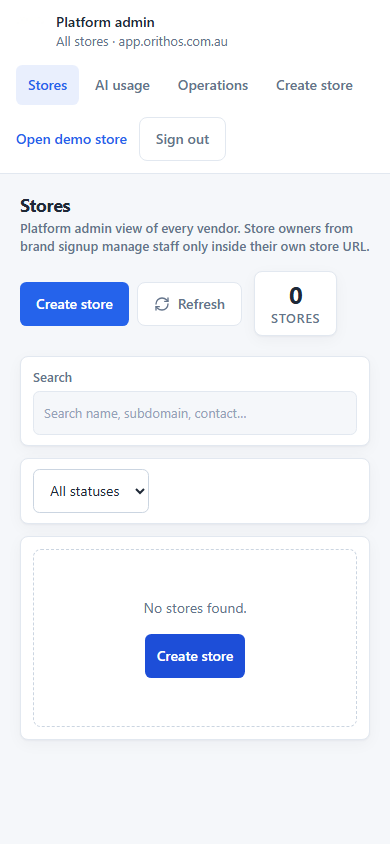 Platform admin
All stores · app.orithos.com.au
Stores
AI usage
Operations
Create store
Open demo store
Sign out
Stores
Platform admin view of every vendor. Store owners from
brand signup manage staff only inside their own store URL.
Create store
Refresh
0
STORES
Search
Search name, subdomain, contact...
All statuses
No stores found.
Create store